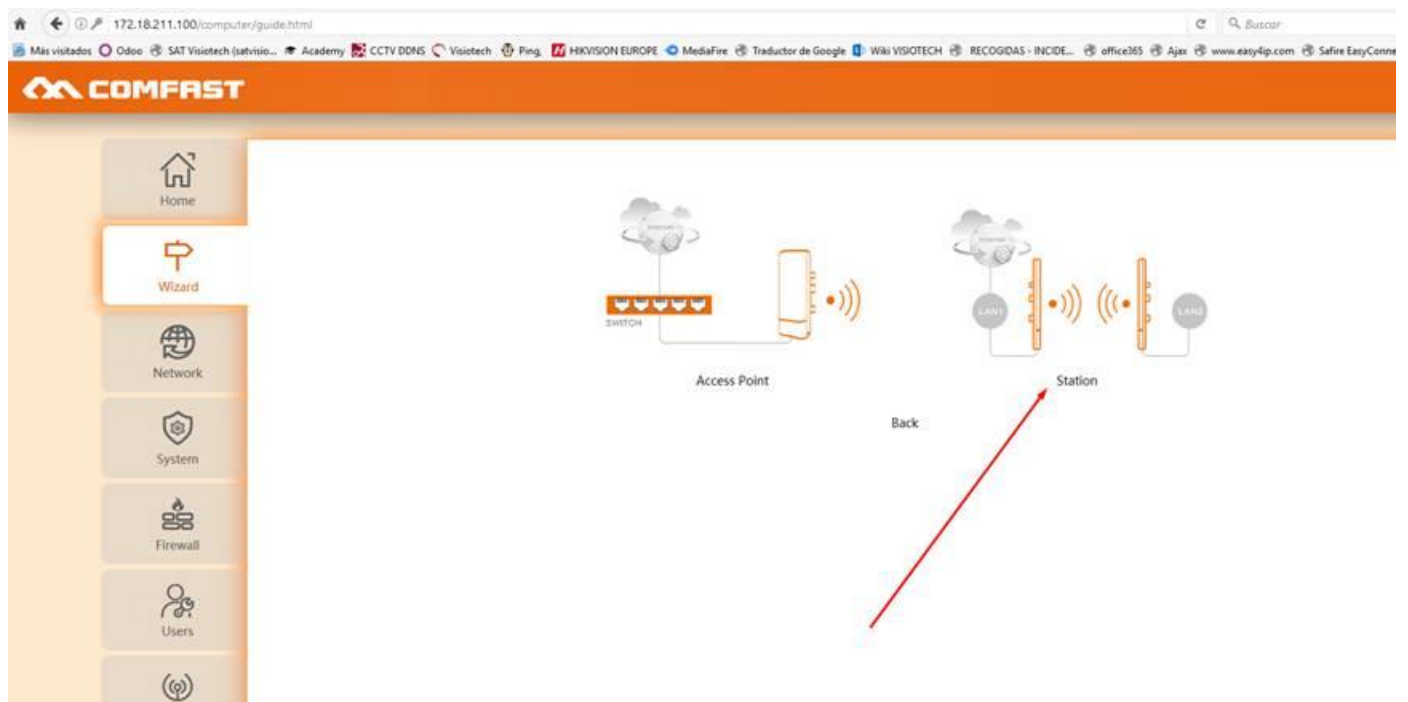 172.18.211.100/computer/guide.html
Buscar
Más visitados Odoo SAT Visiotech (satvisio... Academy CCTV DDNS Visiotech Ping, HIKVISION EUROPE MediaFire Traductor de Google Wiki VISIOTECH RECOGIDAS - INCIDE... office365 Ajax www.easy4ip.com Safire EasyConne
COMFAST
Home
Wizard
Network
System
Firewall
Users
Internet
SWITCH
Access Point
Internet
LAN1
LAN2
Station
Back